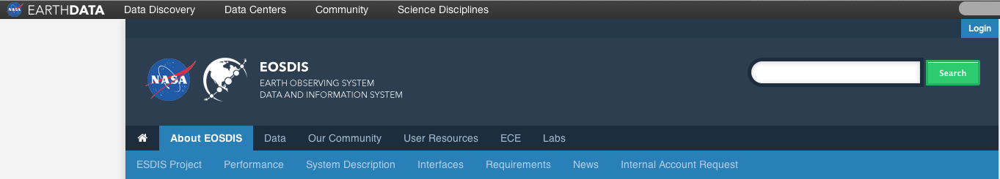 NASA EARTHDATA Data Discovery Data Centers Community Science Disciplines
Login
NASA
EOSDIS
EARTH OBSERVING SYSTEM
DATA AND INFORMATION SYSTEM
Search
About EOSDIS Data Our Community User Resources ECE Labs
ESDIS Project Performance System Description Interfaces Requirements News Internal Account Request